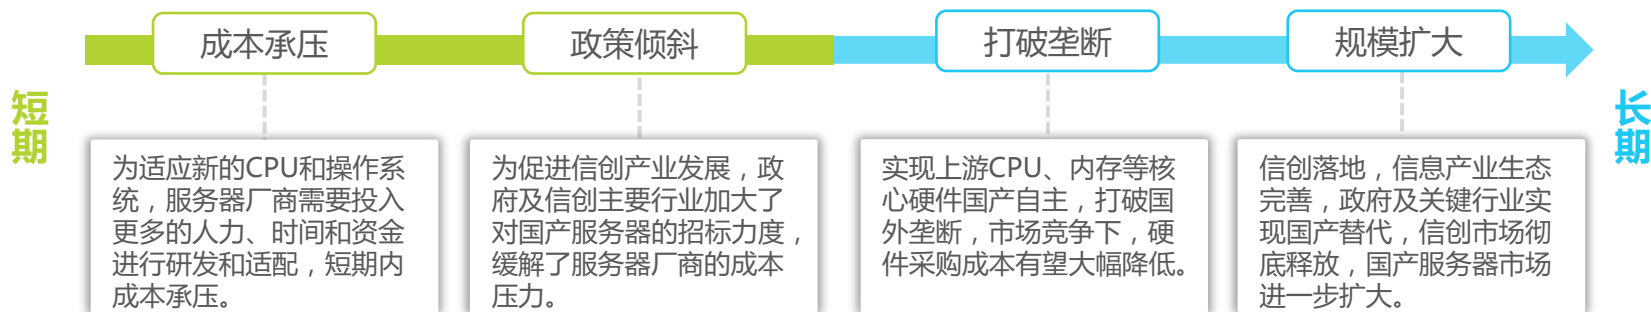 成本承压
政策倾斜
打破垄断
规模扩大
短期
长期
为适应新的CPU和操作系
统，服务器厂商需要投入
更多的人力、时间和资金
进行研发和适配，短期内
成本承压。
为促进信创产业发展，政
府及信创主要行业加大了
对国产服务器的招标力度，
缓解了服务器厂商的成本
压力。
实现上游CPU、内存等核
心硬件国产自主，打破国
外垄断，市场竞争下，硬
件采购成本有望大幅降低。
信创落地，信息产业生态
完善，政府及关键行业实
现国产替代，信创市场彻
底释放，国产服务器市场
进一步扩大。